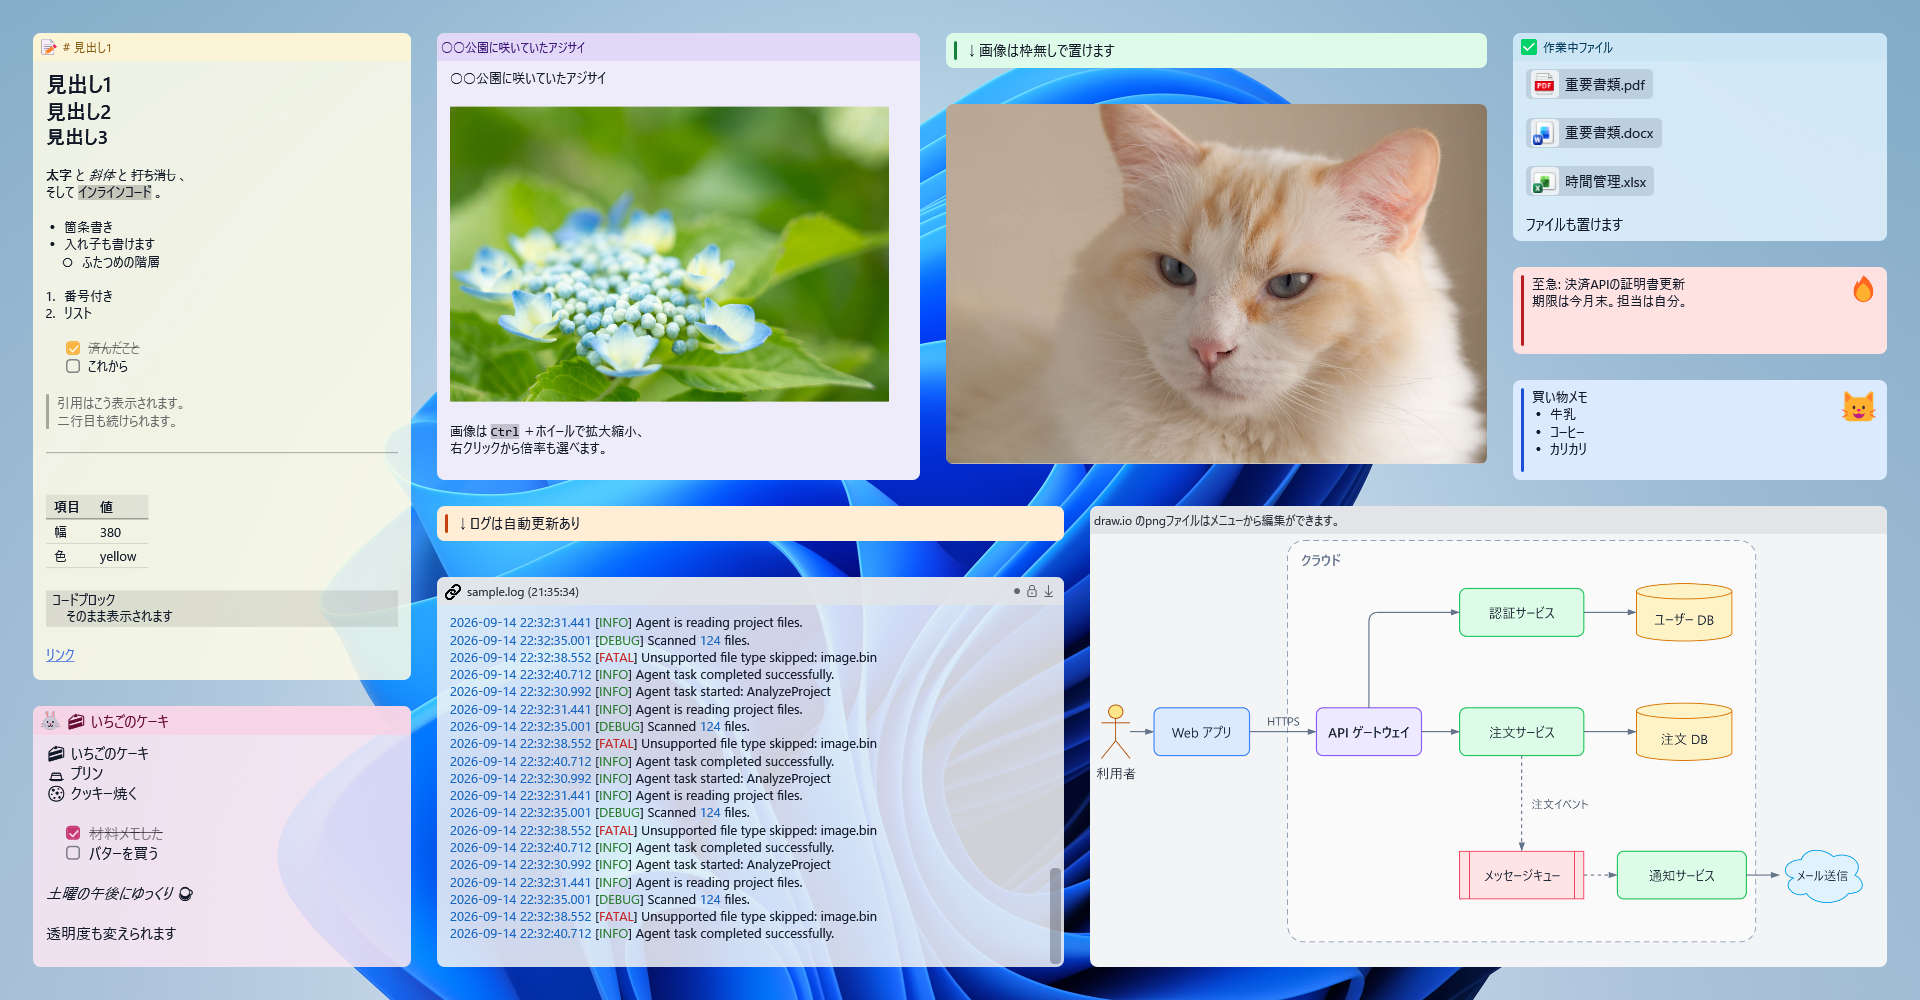 # 見出し1
見出し1
見出し2
見出し3
太字 と 斜体 と 打ち消し 、
そして インラインコード 。
• 箇条書き
• 入れ子も書けます
○ ふたつめの階層
1. 番号付き
2. リスト
済んだこと
これから
引用はこう表示されます。
二行目も続けられます。
項目 値
幅 380
色 yellow
コードブロック
そのまま表示されます
リンク
いちごのケーキ
いちごのケーキ
プリン
クッキー焼く
材料メモした
バターを買う
土曜の午後にゆっくり
透明度も変えられます
○○公園に咲いていたアジサイ
○○公園に咲いていたアジサイ
画像は Ctrl +ホイールで拡大縮小、
右クリックから倍率も選べます。
↓画像は枠無しで置けます
↓ログは自動更新あり
sample.log (21:35:34)
2026-09-14 22:32:31.441 [INFO] Agent is reading project files.
2026-09-14 22:32:35.001 [DEBUG] Scanned 124 files.
2026-09-14 22:32:38.552 [FATAL] Unsupported file type skipped: image.bin
2026-09-14 22:32:40.712 [INFO] Agent task completed successfully.
2026-09-14 22:32:30.992 [INFO] Agent task started: AnalyzeProject
2026-09-14 22:32:31.441 [INFO] Agent is reading project files.
2026-09-14 22:32:35.001 [DEBUG] Scanned 124 files.
2026-09-14 22:32:38.552 [FATAL] Unsupported file type skipped: image.bin
2026-09-14 22:32:40.712 [INFO] Agent task completed successfully.
2026-09-14 22:32:30.992 [INFO] Agent task started: AnalyzeProject
2026-09-14 22:32:31.441 [INFO] Agent is reading project files.
2026-09-14 22:32:35.001 [DEBUG] Scanned 124 files.
2026-09-14 22:32:38.552 [FATAL] Unsupported file type skipped: image.bin
2026-09-14 22:32:40.712 [INFO] Agent task completed successfully.
2026-09-14 22:32:30.992 [INFO] Agent task started: AnalyzeProject
2026-09-14 22:32:31.441 [INFO] Agent is reading project files.
2026-09-14 22:32:35.001 [DEBUG] Scanned 124 files.
2026-09-14 22:32:38.552 [FATAL] Unsupported file type skipped: image.bin
2026-09-14 22:32:40.712 [INFO] Agent task completed successfully.
作業中ファイル
PDF 重要書類.pdf
W 重要書類.docx
X 時間管理.xlsx
ファイルも置けます
至急: 決済APIの証明書更新
期限は今月末。担当は自分。
買い物メモ
• 牛乳
• コーヒー
• カリカリ
draw.io のpngファイルはメニューから編集ができます。
クラウド
認証サービス
ユーザー DB
HTTPS
Web アプリ
API ゲートウェイ
注文サービス
注文 DB
利用者
注文イベント
メッセージキュー
通知サービス
メール送信